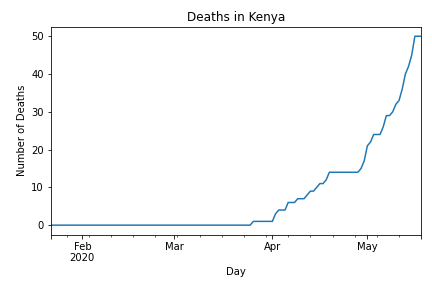 Deaths in Kenya
50
40
30
20
10
0
Number of Deaths
Feb
2020
Mar
Apr
May
Day